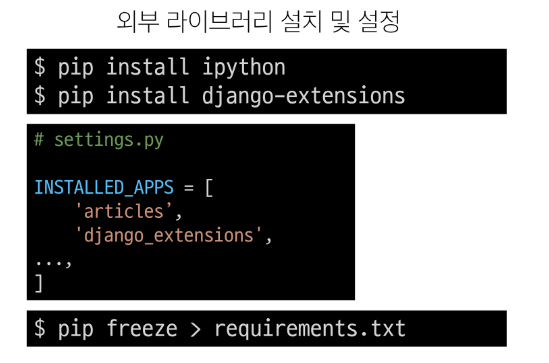 외부 라이브러리 설치 및 설정
$ pip install ipython
$ pip install django-extensions
# settings.py
INSTALLED_APPS = [
    'articles’,
    'django_extensions',
...,
]
$ pip freeze > requirements.txt